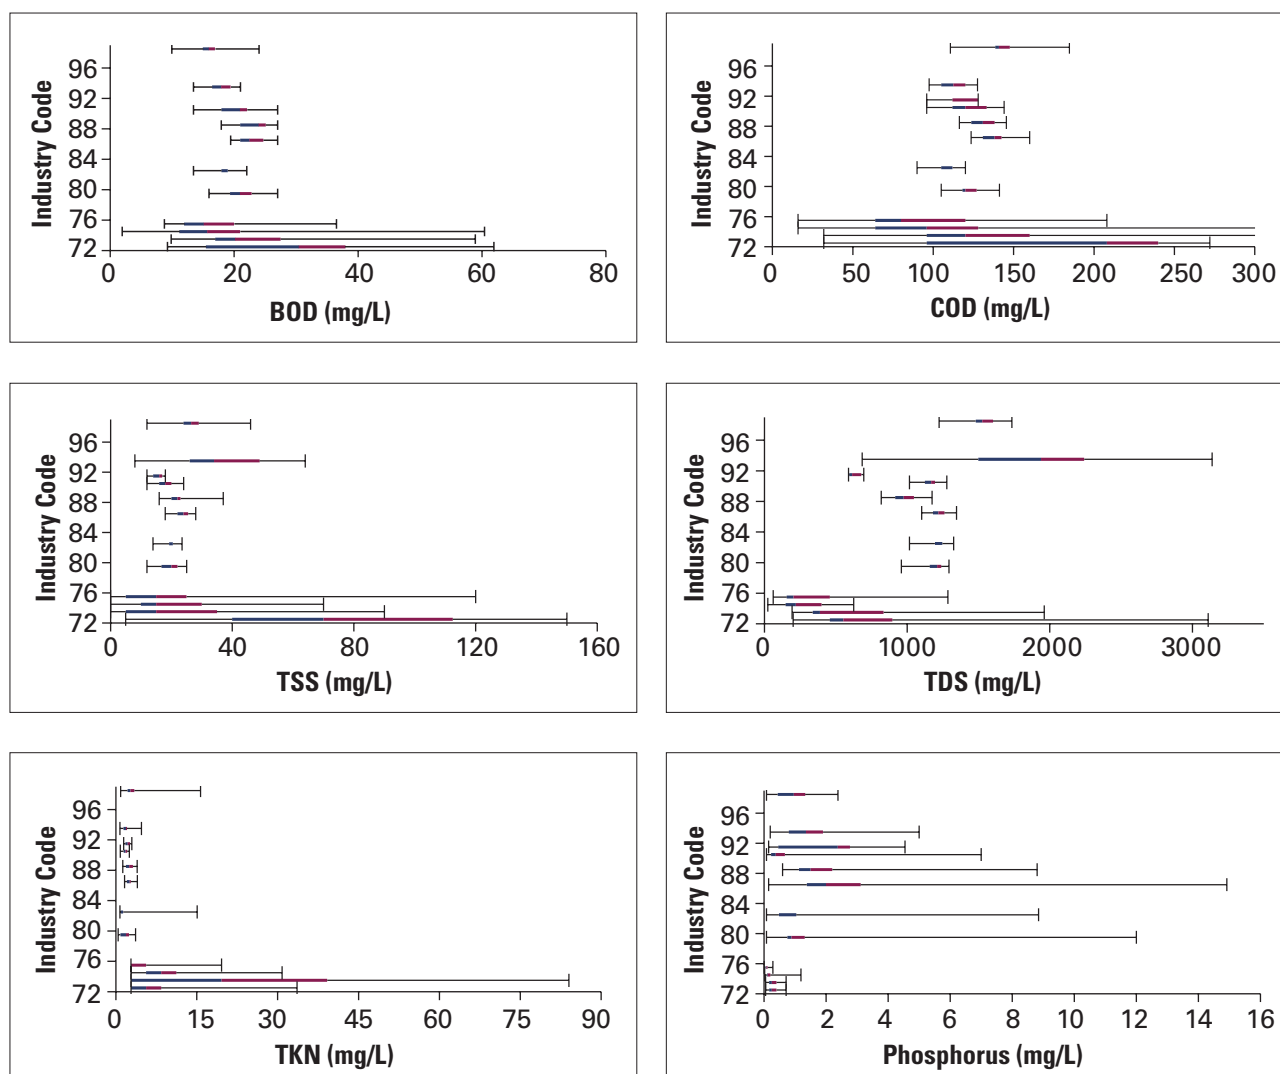 Industry Code
96
92
88
84
80
76
72
0 20 40 60 80
BOD (mg/L)
Industry Code
96
92
88
84
80
76
72
0 50 100 150 200 250 300
COD (mg/L)
Industry Code
96
92
88
84
80
76
72
0 40 80 120 160
TSS (mg/L)
Industry Code
96
92
88
84
80
76
72
0 1000 2000 3000
TDS (mg/L)
Industry Code
96
92
88
84
80
76
72
0 15 30 45 60 75 90
TKN (mg/L)
Industry Code
96
92
88
84
80
76
72
0 2 4 6 8 10 12 14 16
Phosphorus (mg/L)